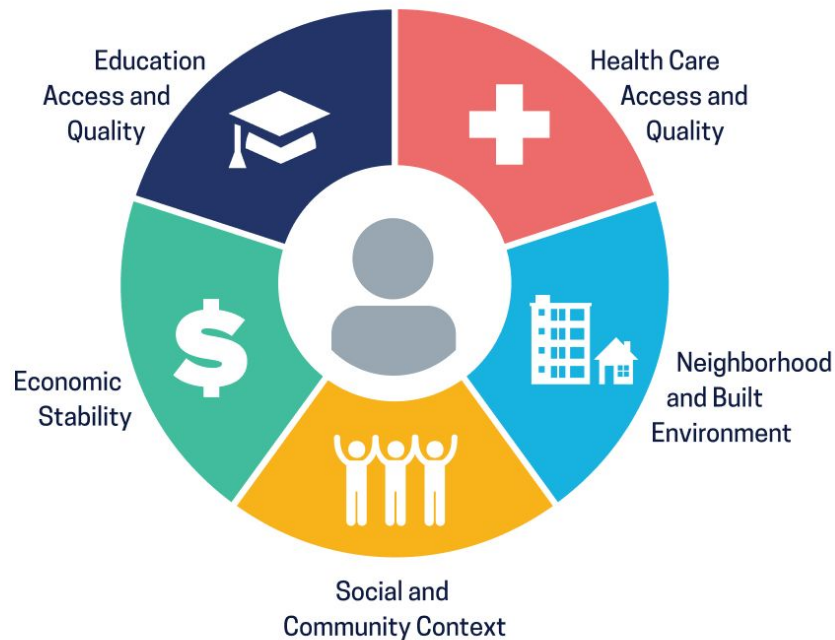 Education
Access and
Quality
Health Care
Access and
Quality
$
Economic
Stability
Neighborhood
and Built
Environment
Social and
Community Context